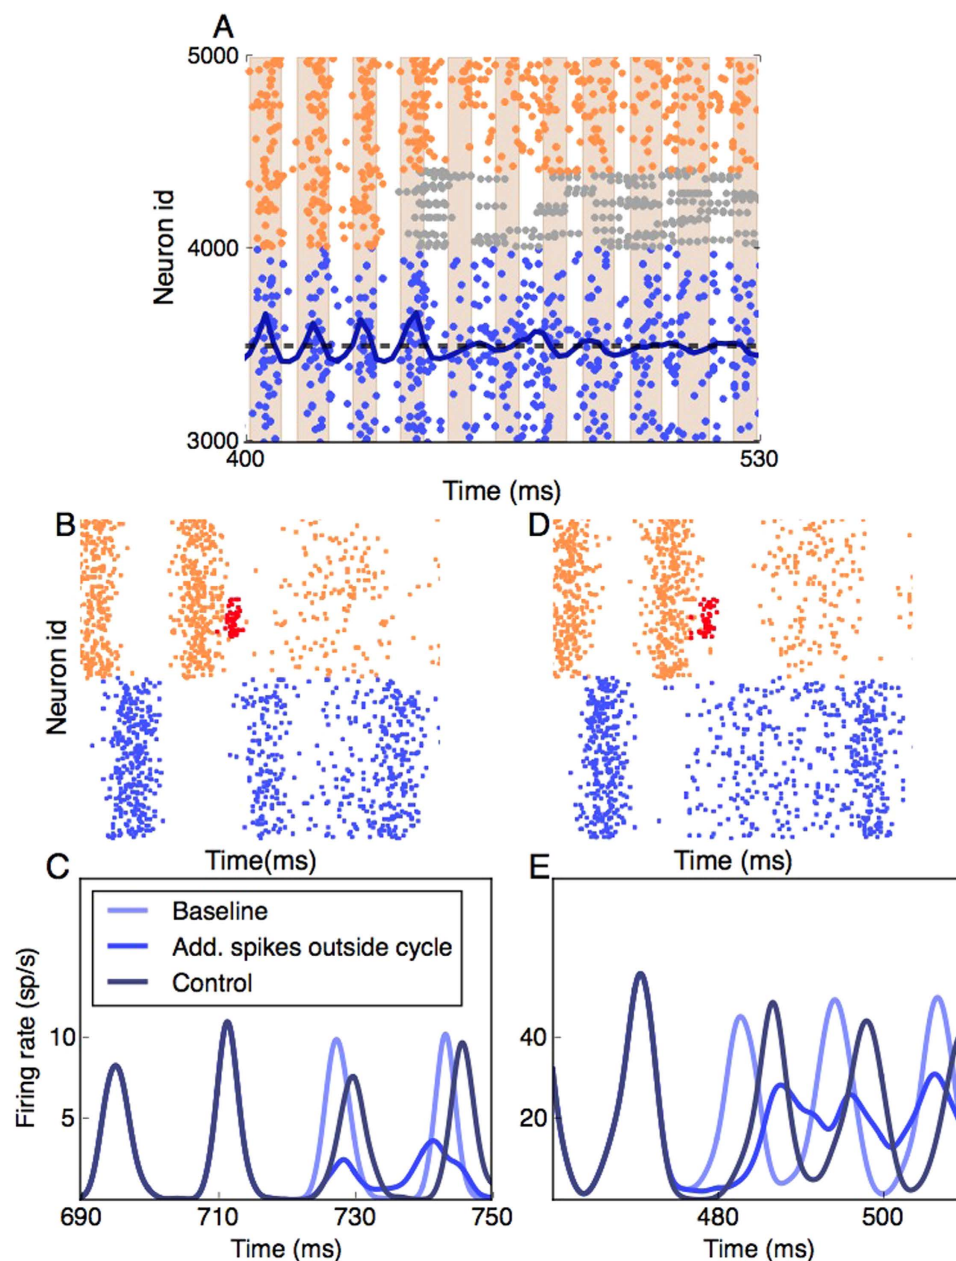 A
5000
4000
3000
Neuron id
400
530
Time (ms)
B
D
Neuron id
Time(ms)
Time (ms)
C
E
Baseline
Add. spikes outside cycle
Control
Firing rate (sp/s)
10
5
40
20
690
710
730
750
480
500
Time (ms)
Time (ms)